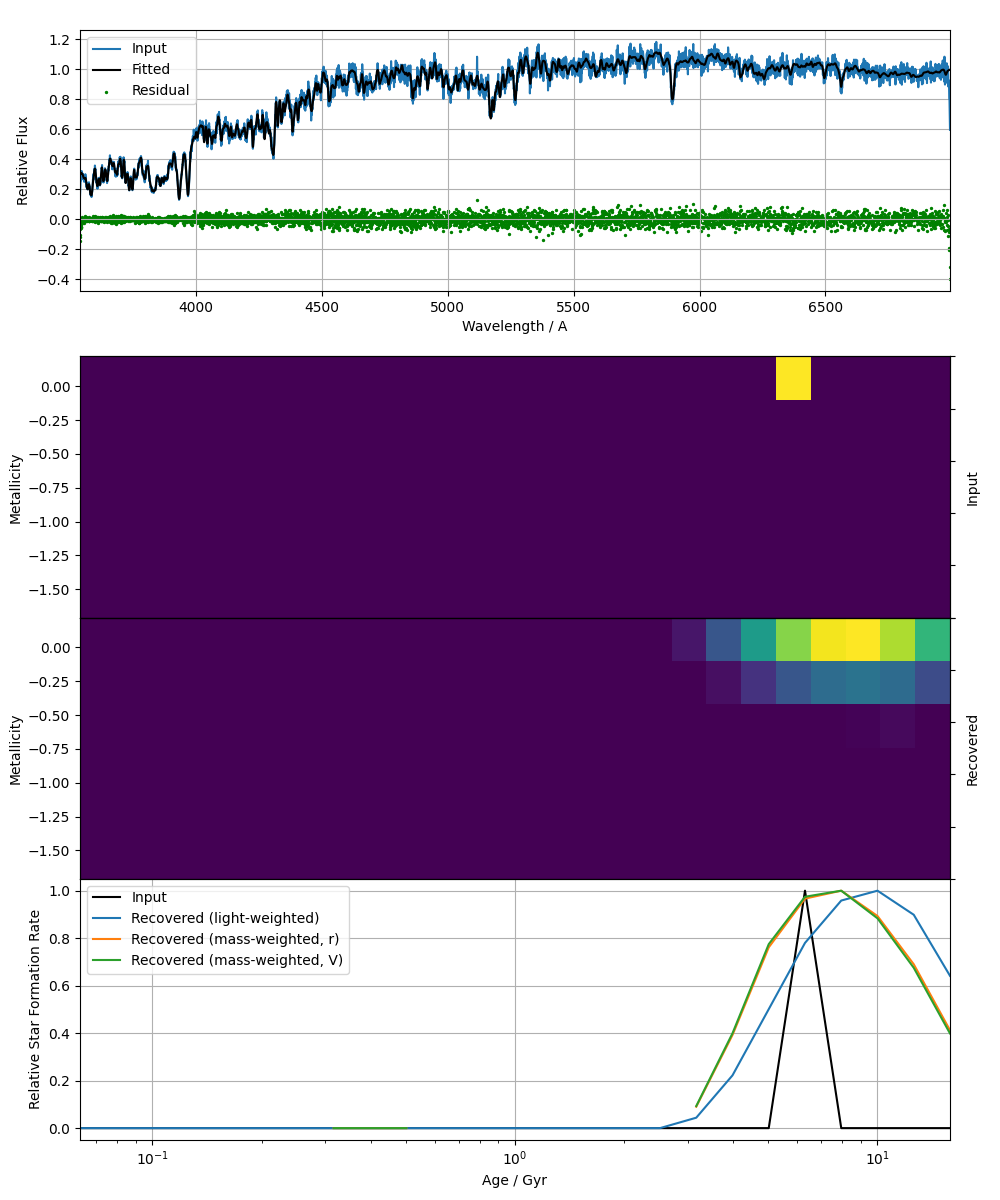 1.2
1.0
0.8
0.6
0.4
0.2
0.0
−0.2
−0.4
Relative Flux
Input
Fitted
Residual
4000
4500
5000
5500
6000
6500
Wavelength / A
0.00
−0.25
−0.50
−0.75
−1.00
−1.25
−1.50
Metallicity
Input
0.00
−0.25
−0.50
−0.75
−1.00
−1.25
−1.50
Metallicity
Recovered
1.0
0.8
0.6
0.4
0.2
0.0
Relative Star Formation Rate
Input
Recovered (light-weighted)
Recovered (mass-weighted, r)
Recovered (mass-weighted, V)
10⁻¹
10⁰
10¹
Age / Gyr